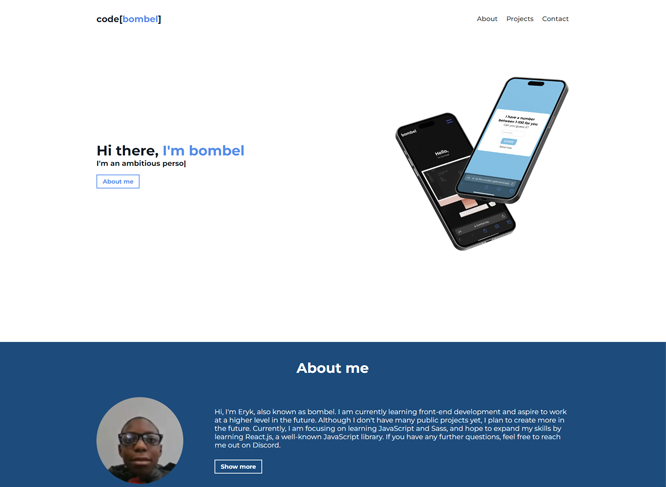 code[bombel]
About Projects Contact
I have a number
between 1-100 for you
Can you guess it?
bombel
Hello,
Hi there, I'm bombel
I'm an ambitious perso|
About me
About me
Hi, I'm Eryk, also known as bombel. I am currently learning front-end development and aspire to work
at a higher level in the future. Although I don't have many public projects yet, I plan to create more in
the future. Currently, I am focusing on learning JavaScript and Sass, and hope to expand my skills by
learning React.js, a well-known JavaScript library. If you have any further questions, feel free to reach
me out on Discord.
Show more